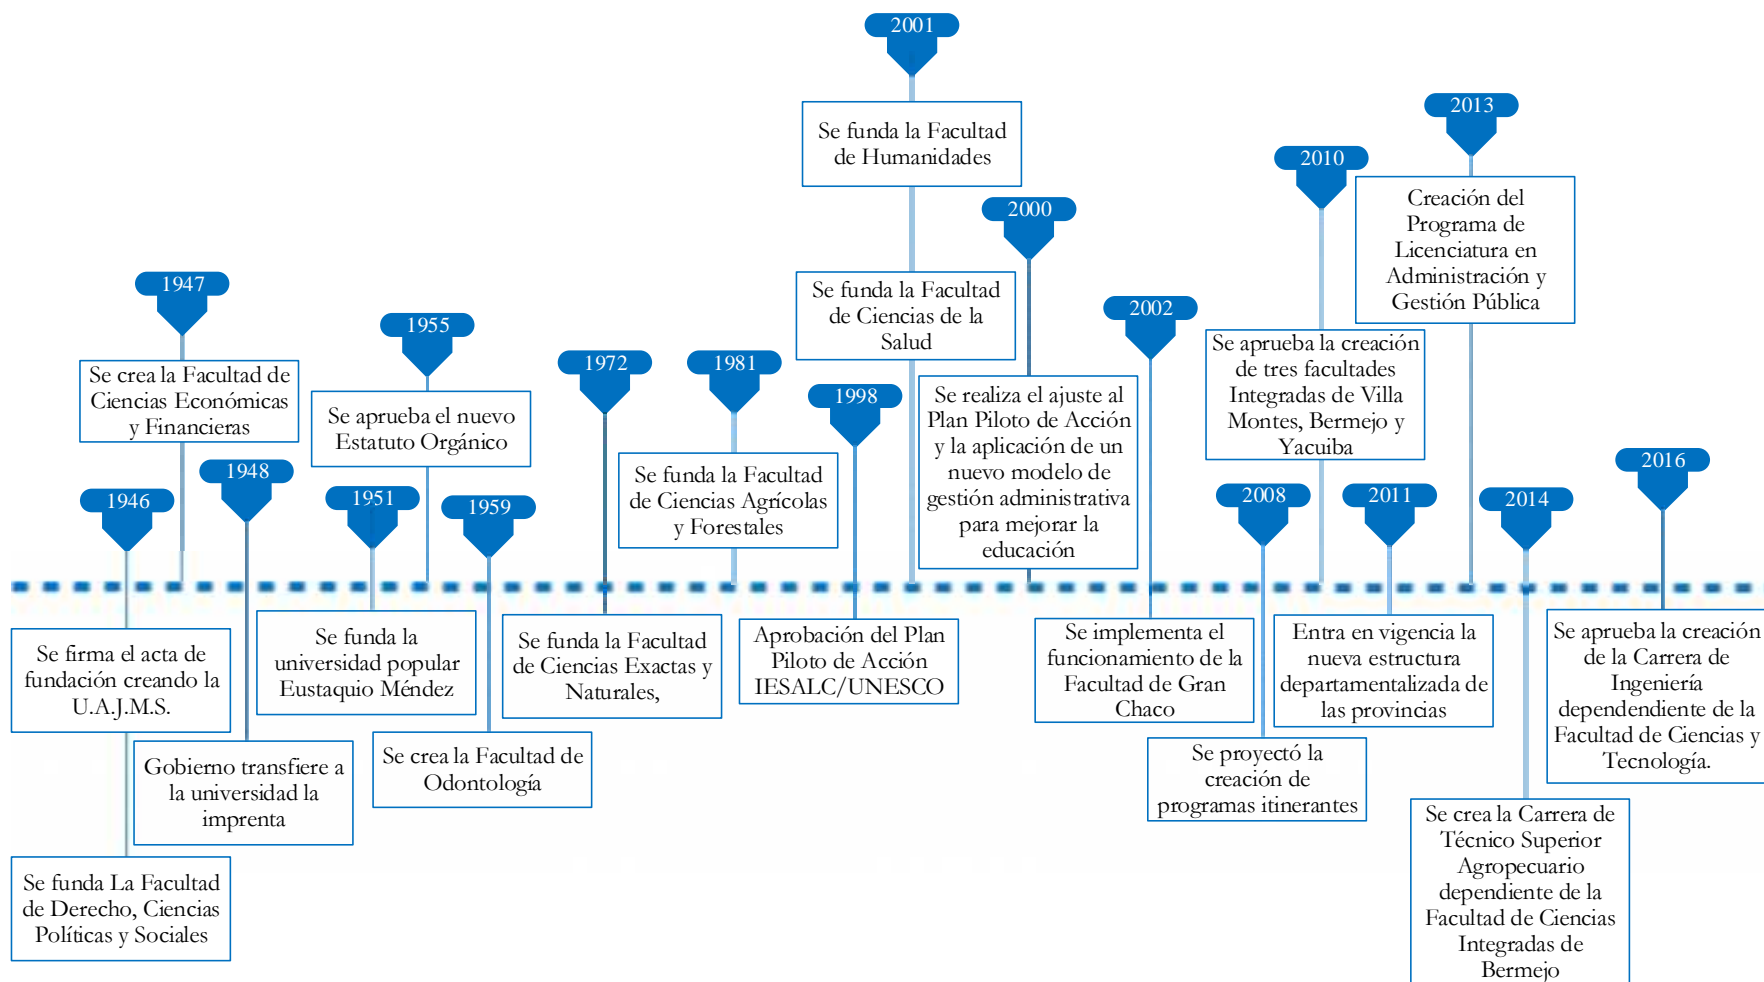 2001
Se funda la Facultad
de Humanidades
Se funda la Facultad
de Ciencias de la
Salud
2013
Creación del
Programa de
Licenciatura en
Administración y
Gestión Pública
2010
Se aprueba la creación
de tres facultades
Integradas de Villa
Montes, Bermejo y
Yacuiba
2000
Se realiza el ajuste al
Plan Piloto de Acción
y la aplicación de un
nuevo modelo de
gestión administrativa
para mejorar la
educación
1947
Se crea la Facultad de
Ciencias Económicas
y Financieras
1955
Se aprueba el nuevo
Estatuto Orgánico
2002
Se implementa el
funcionamiento de la
Facultad de Gran
Chaco
1972
Se funda la Facultad
de Ciencias Exactas y
Naturales,
1981
Se funda la Facultad
de Ciencias Agrícolas
y Forestales
1998
Aprobación del Plan
Piloto de Acción
IESALC/UNESCO
1948
Gobierno transfiere a
la universidad la
imprenta
1946
Se firma el acta de
fundación creando la
U.A.J.M.S.
Se funda La Facultad
de Derecho, Ciencias
Políticas y Sociales
1951
Se funda la
universidad popular
Eustaquio Méndez
1959
Se crea la Facultad de
Odontología
2008
Se proyectó la
creación de
programas itinerantes
2011
Entra en vigencia la
nueva estructura
departamentalizada de
las provincias
2014
Se crea la Carrera de
Técnico Superior
Agropecuario
dependiente de la
Facultad de Ciencias
Integradas de
Bermejo
2016
Se aprueba la creación
de la Carrera de
Ingeniería
dependendiente de la
Facultad de Ciencias y
Tecnología.